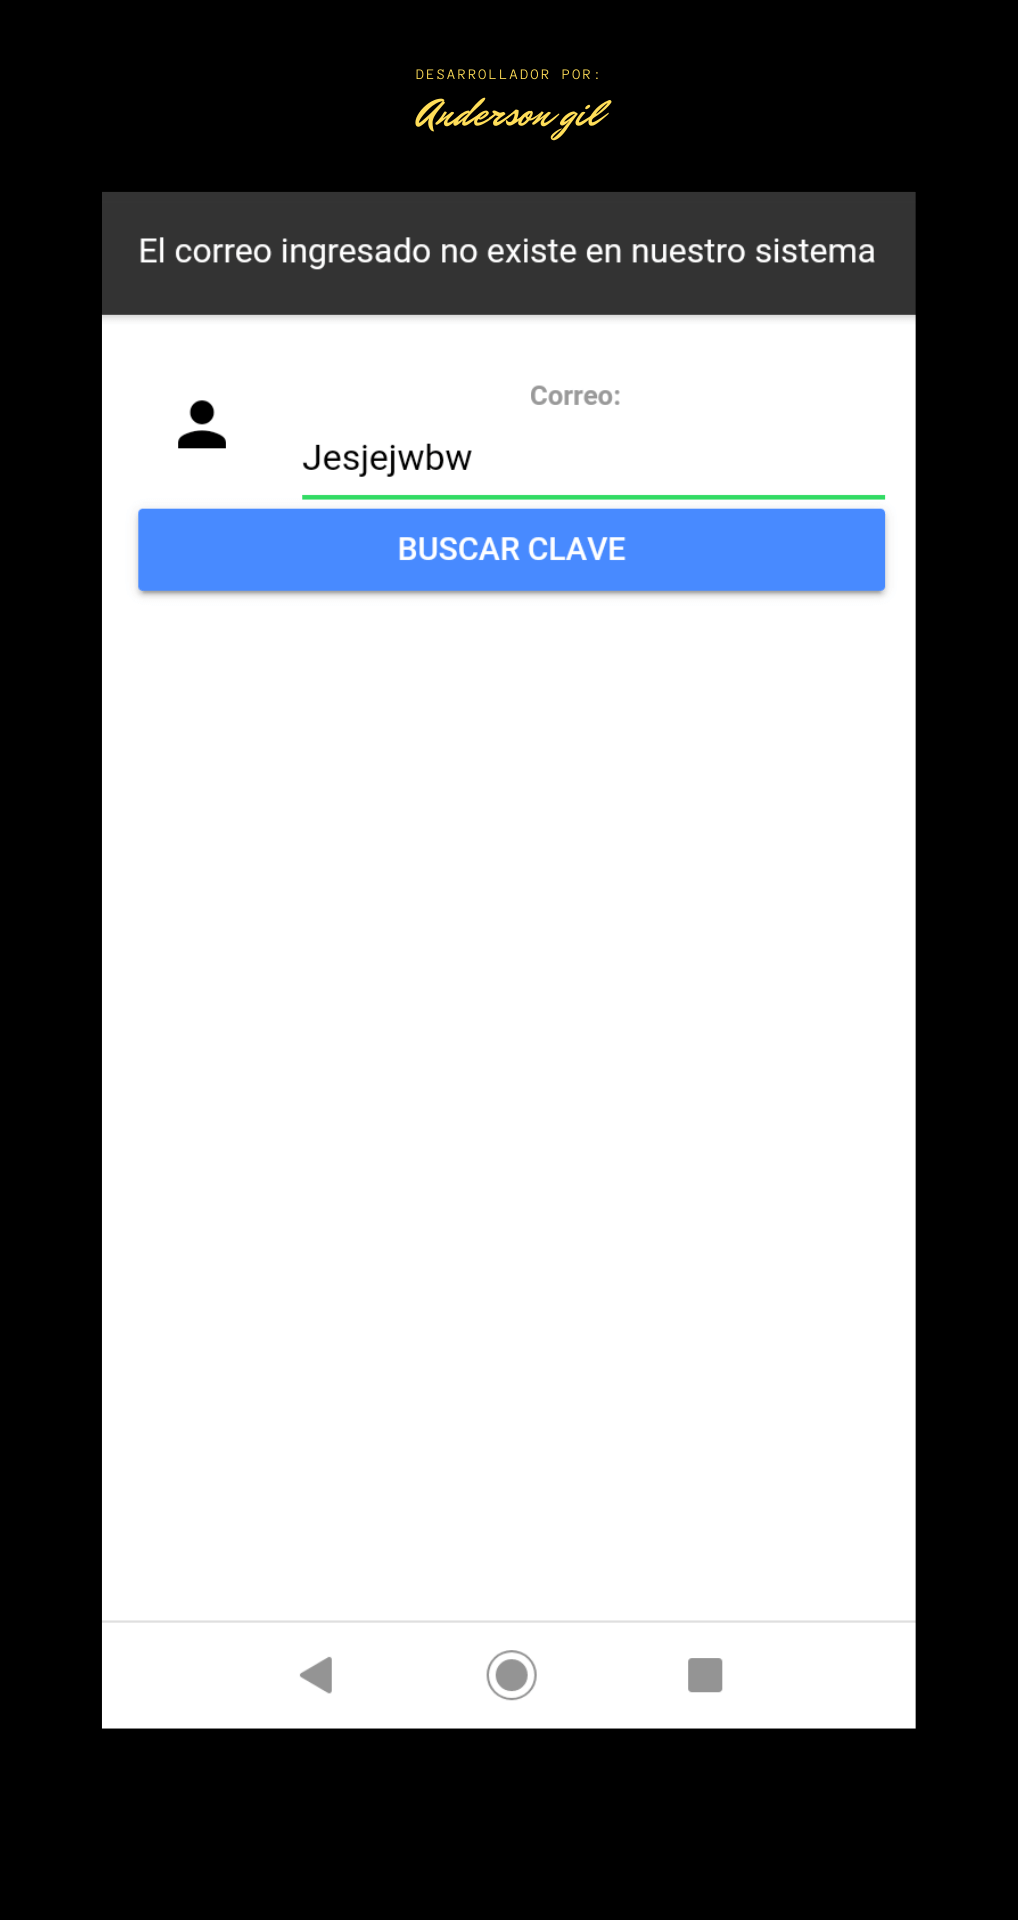 DESARROLLADOR POR:
Anderson gil
El correo ingresado no existe en nuestro sistema
Correo:
Jesjejwbw
BUSCAR CLAVE